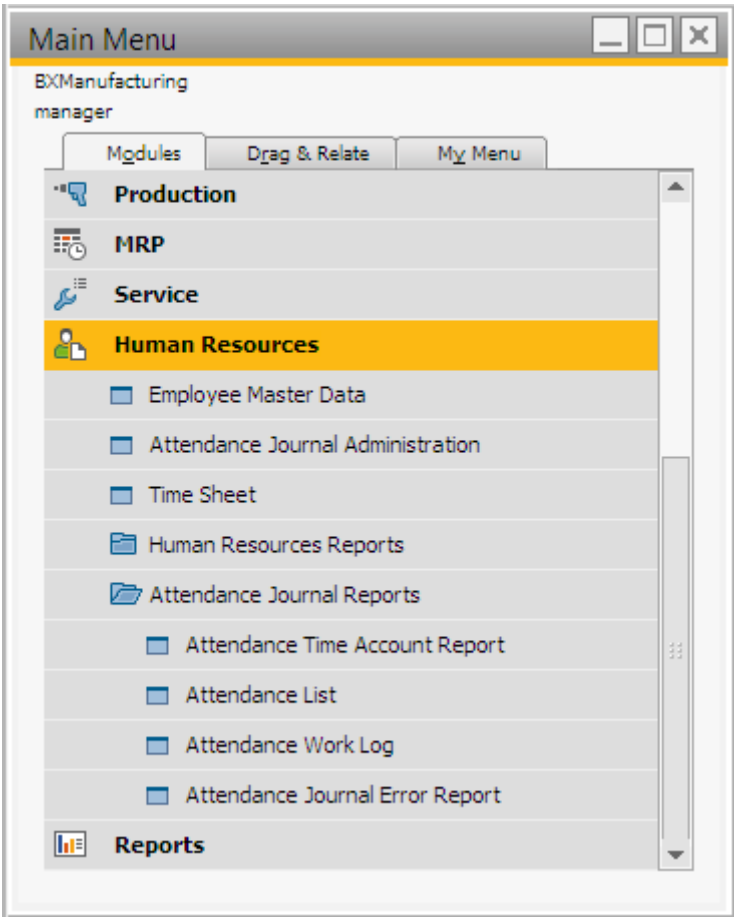 Main Menu
BXManufacturing
manager
Modules Drag & Relate My Menu
Production
MRP
Service
Human Resources
Employee Master Data
Attendance Journal Administration
Time Sheet
Human Resources Reports
Attendance Journal Reports
Attendance Time Account Report
Attendance List
Attendance Work Log
Attendance Journal Error Report
Reports